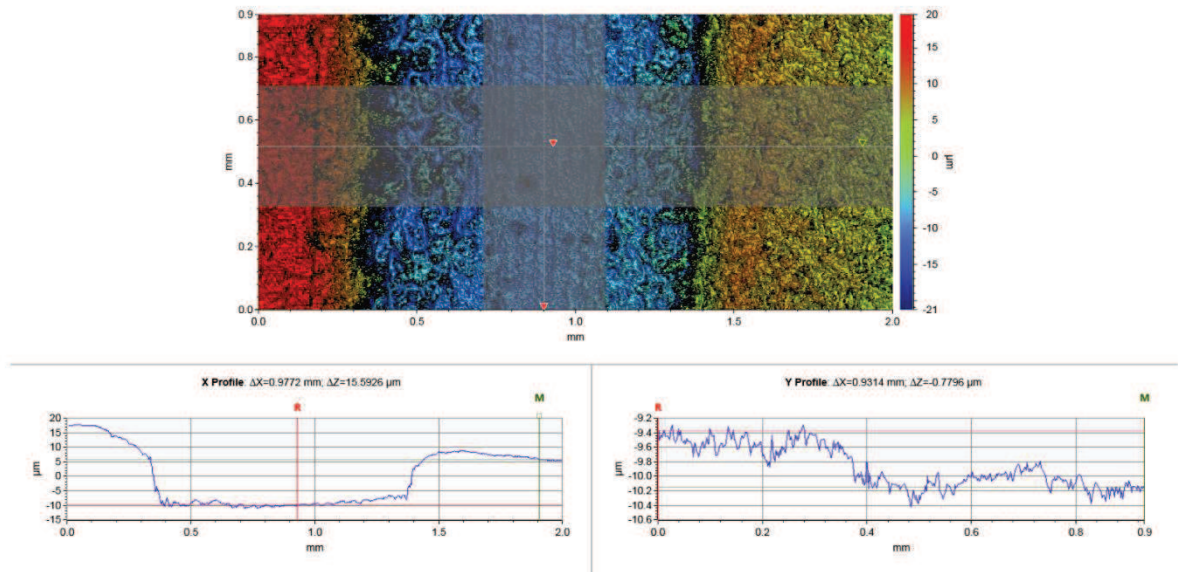 0.9
0.8
0.6
0.4
0.2
0.0
mm
0.0 0.5 1.0 1.5 2.0
mm
20
15
10
5
0
-5
-10
-15
-21
µm
X Profile: ΔX=0.9772 mm; ΔZ=15.5926 µm
R M
20
15
10
5
0
-5
-10
-15
µm
0.0 0.5 1.0 1.5 2.0
mm
Y Profile: ΔX=0.9314 mm; ΔZ=-0.7796 µm
R M
-9.2
-9.4
-9.6
-9.8
-10.0
-10.2
-10.4
-10.6
µm
0.0 0.2 0.4 0.6 0.8 0.9
mm